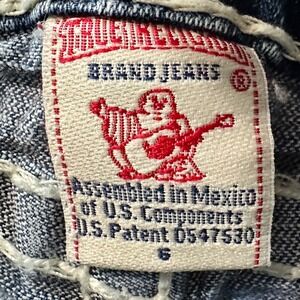 TRUE RELIGION
BRAND JEANS
®
Assembled in Mexico
of U.S. Components
U.S. Patent D547530
6